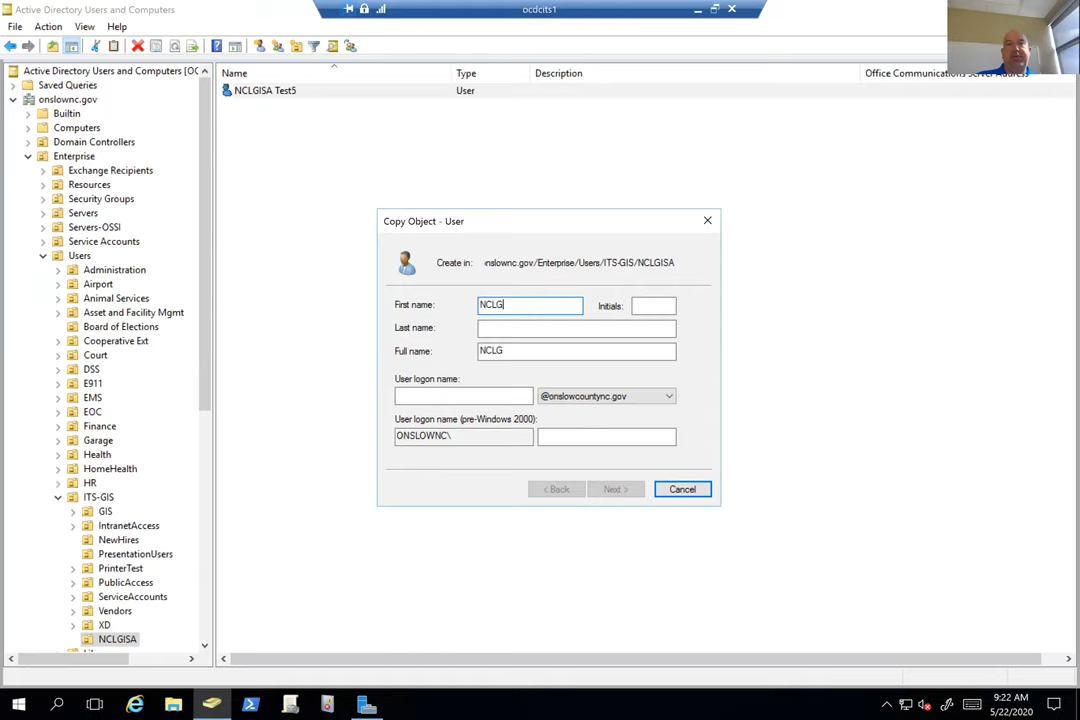 Active Directory Users and Computers
ocdcits1
File Action View Help
Active Directory Users and Computers [OC
Saved Queries
onslownc.gov
Builtin
Computers
Domain Controllers
Enterprise
Exchange Recipients
Resources
Security Groups
Servers
Servers-OSSI
Service Accounts
Users
Administration
Airport
Animal Services
Asset and Facility Mgmt
Board of Elections
Cooperative Ext
Court
DSS
E911
EMS
EOC
Finance
Garage
Health
HomeHealth
HR
ITS-GIS
GIS
IntranetAccess
NewHires
PresentationUsers
PrinterTest
PublicAccess
ServiceAccounts
Vendors
XD
NCLGISA
Name Type Description Office Communications Server Address
NCLGISA Test5 User
Copy Object - User
Create in: onslownc.gov/Enterprise/Users/ITS-GIS/NCLGISA
First name: NCLG Initials:
Last name:
Full name: NCLG
User logon name:
@onslowcountync.gov
User logon name (pre-Windows 2000):
ONSLOWNC\
< Back Next > Cancel
9:22 AM
5/22/2020